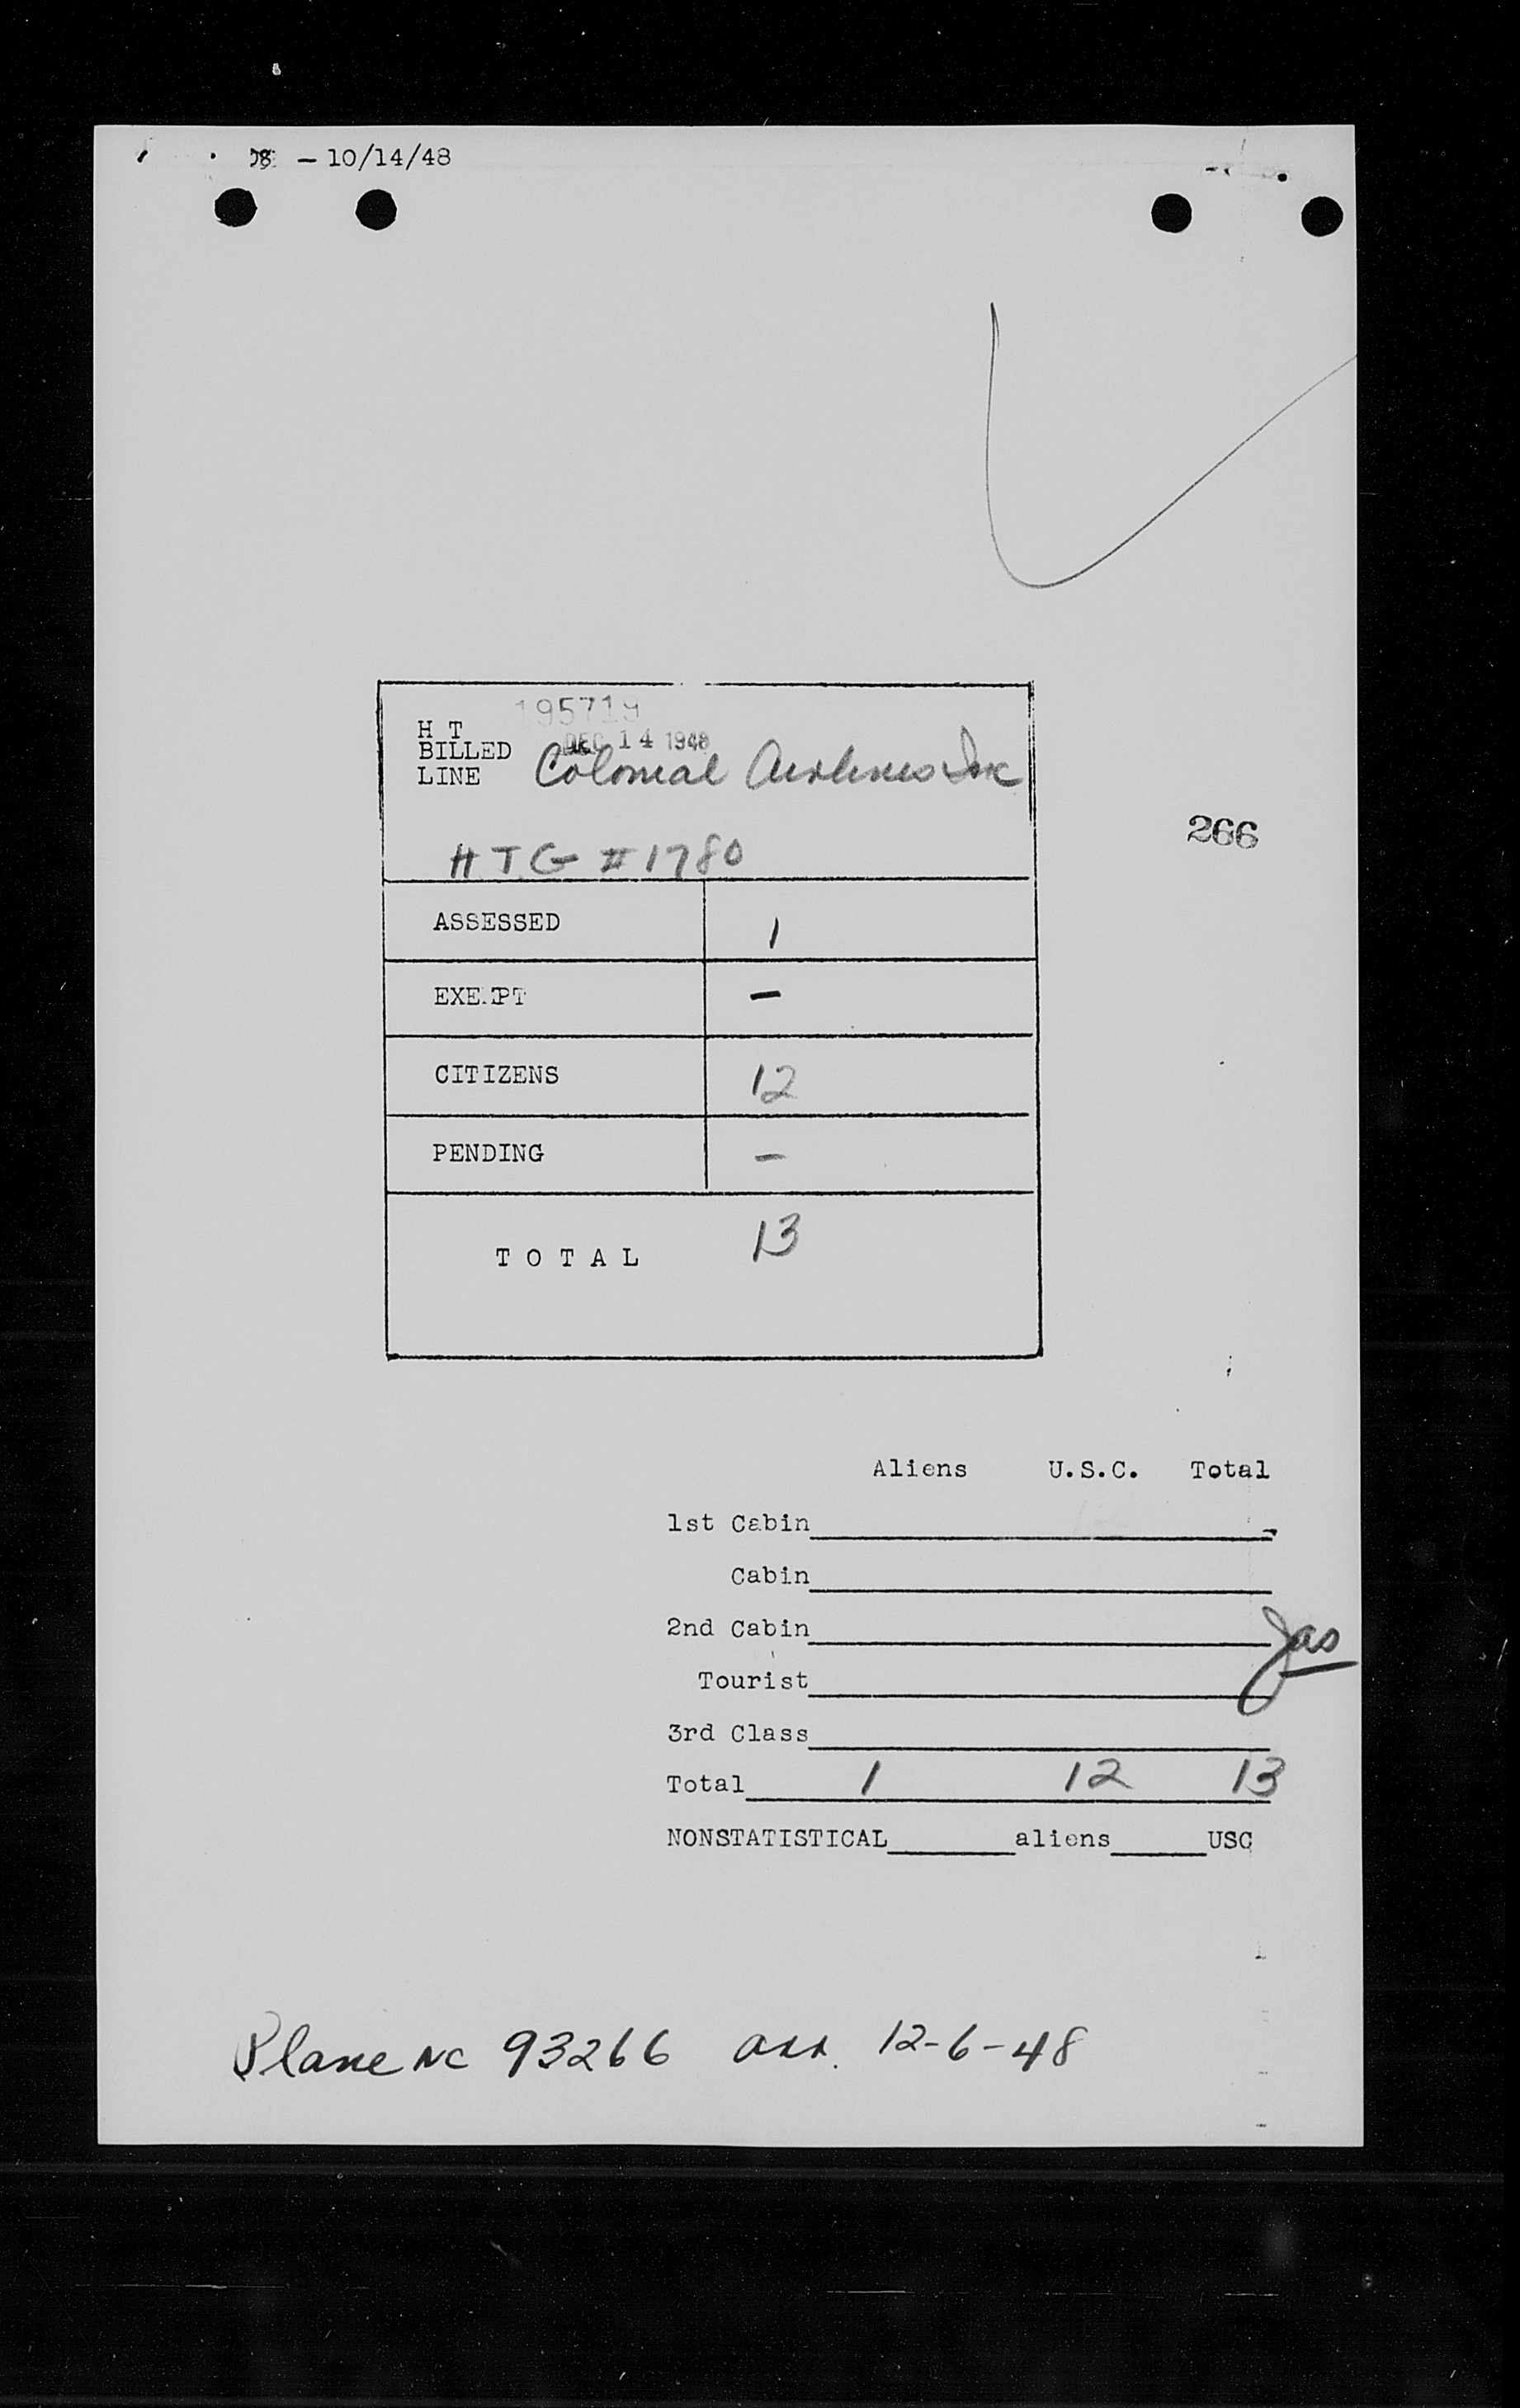 - 10/14/48
195719
H T
BILLED DEC 14 1948
LINE Colonial Airlines Inc
266
HTG #1780
ASSESSED 1
EXEMPT -
CITIZENS 12
PENDING -
TOTAL 13
Aliens U.S.C. Total
1st Cabin
Cabin
2nd Cabin
Jas
Tourist
3rd Class
Total 1 12 13
NONSTATISTICAL aliens USC
Plane NC 93266 arr. 12-6-48